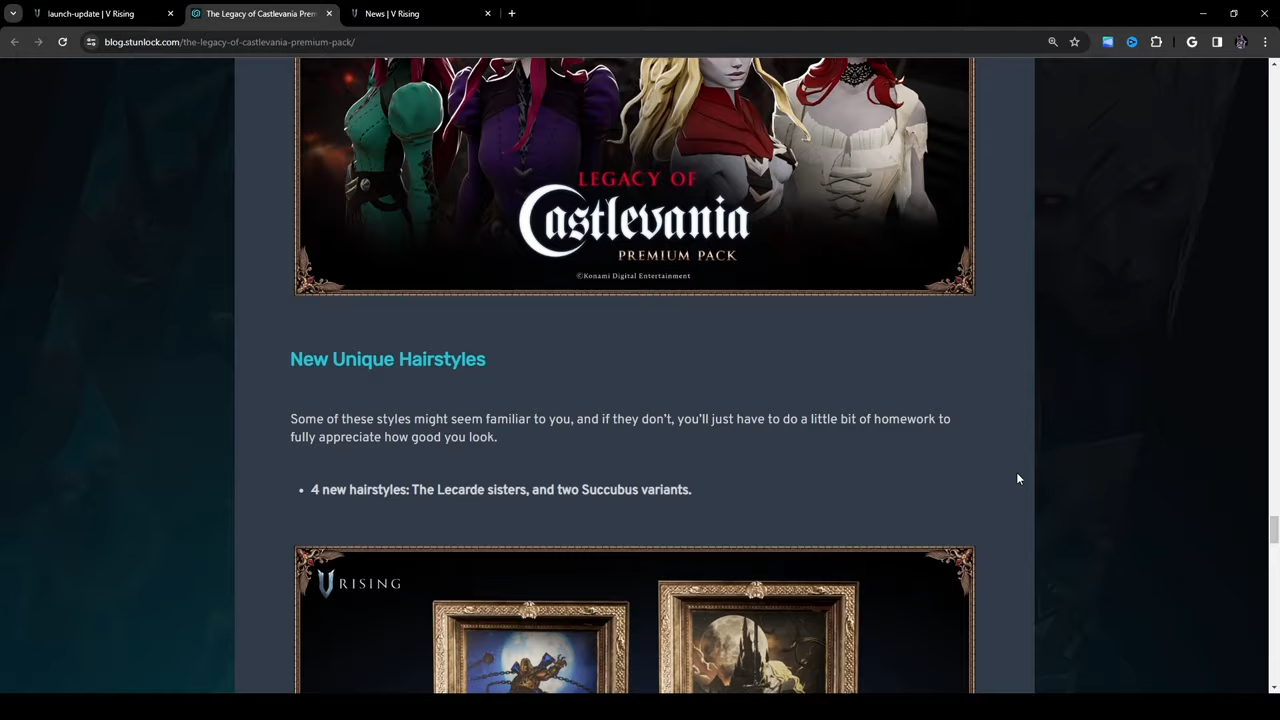 launch-update | V Rising
The Legacy of Castlevania Prem
News | V Rising
blog.stunlock.com/the-legacy-of-castlevania-premium-pack/
LEGACY OF
Castlevania
PREMIUM PACK
©Konami Digital Entertainment
New Unique Hairstyles
Some of these styles might seem familiar to you, and if they don’t, you’ll just have to do a little bit of homework to
fully appreciate how good you look.
• 4 new hairstyles: The Lecarde sisters, and two Succubus variants.
V RISING